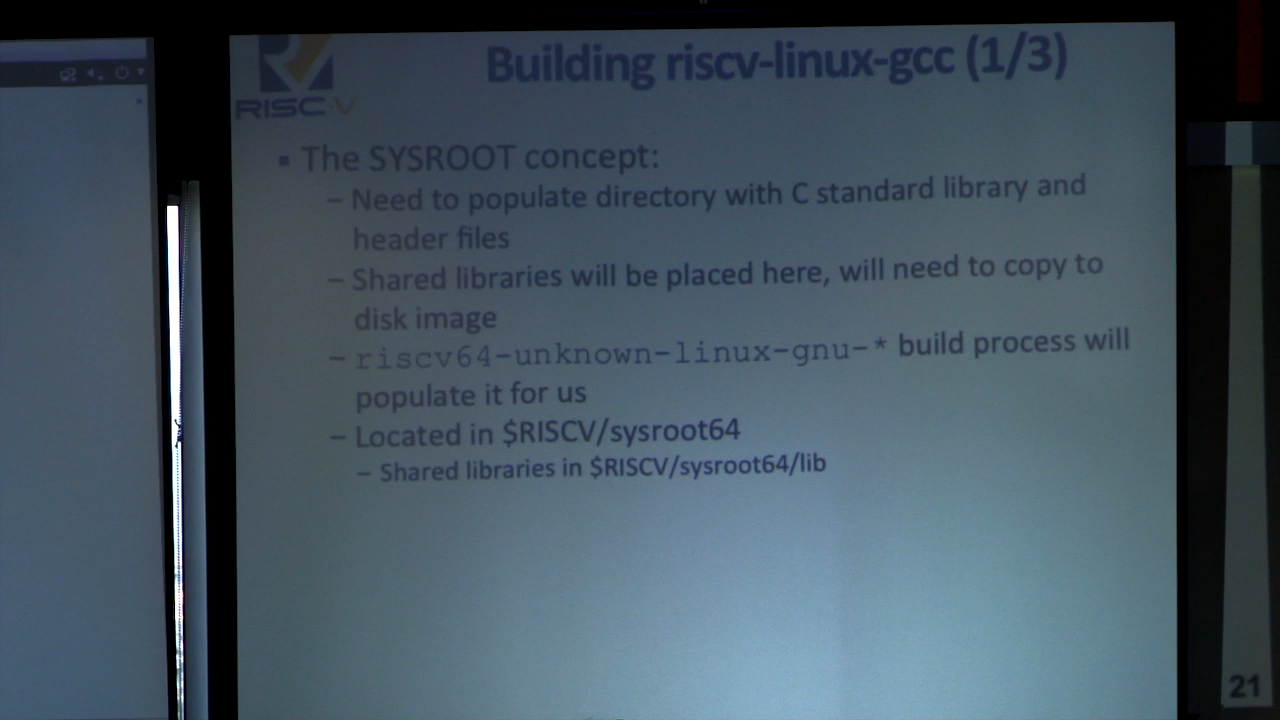 RISC-V
Building riscv-linux-gcc (1/3)
▪ The SYSROOT concept:
– Need to populate directory with C standard library and
header files
– Shared libraries will be placed here, will need to copy to
disk image
– riscv64-unknown-linux-gnu-* build process will
populate it for us
– Located in $RISCV/sysroot64
– Shared libraries in $RISCV/sysroot64/lib
21